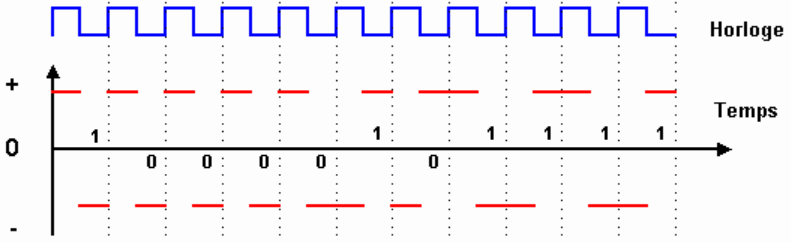 Horloge
+
Temps
1 1 1 1 1 1
0
0 0 0 0 0
-